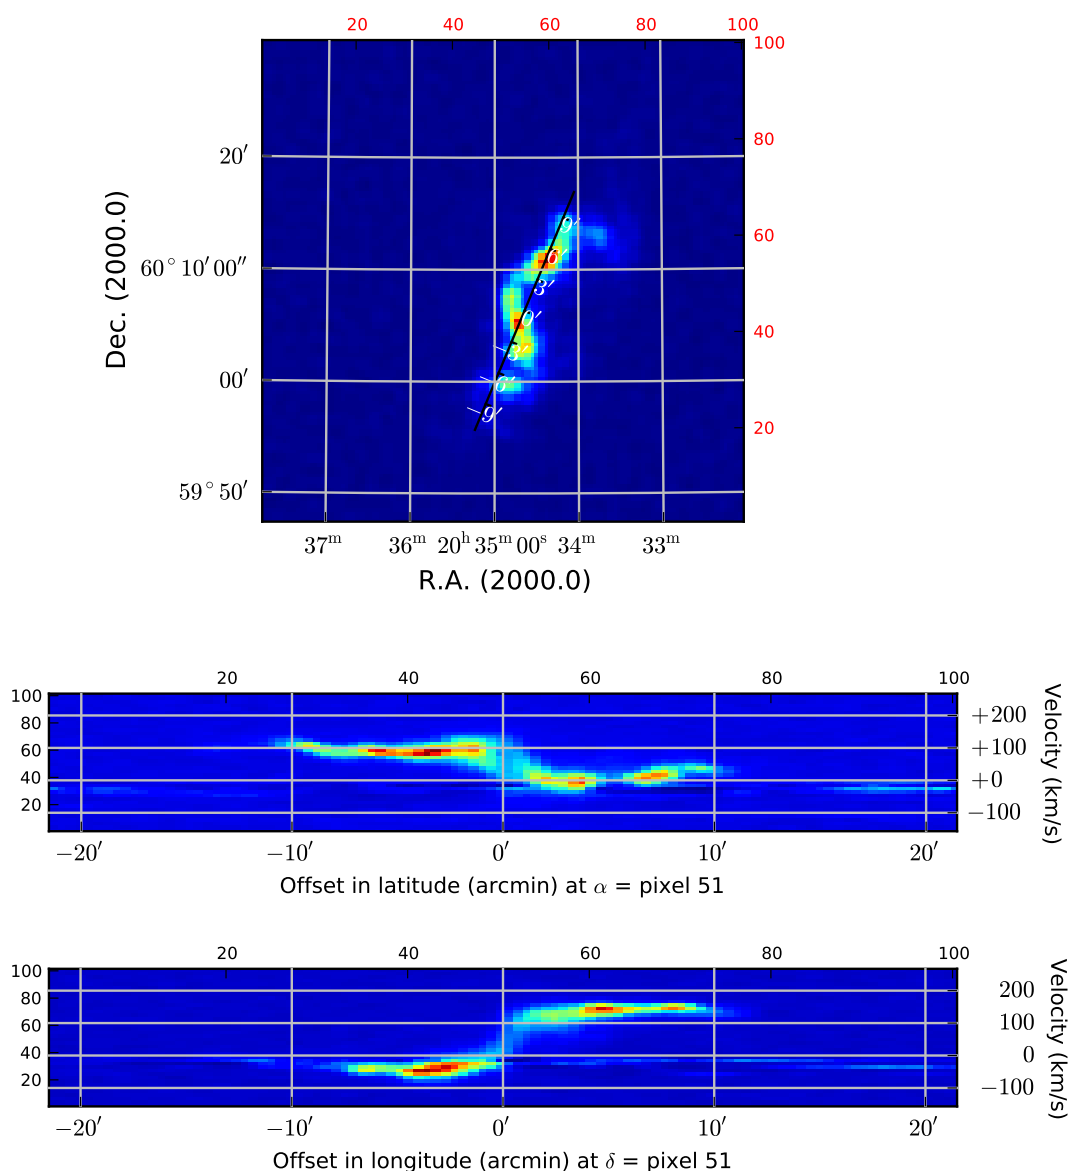 20 40 60 80 100
100
80
20′
60
60°10′00″
40
00′
20
59°50′
9′
6′
3′
0′
−3′
−6′
−9′
37ᵐ 36ᵐ 20ʰ35ᵐ00ˢ 34ᵐ 33ᵐ
Dec. (2000.0)
R.A. (2000.0)
20 40 60 80 100
100
80
60
40
20
+200
+100
+0
−100
Velocity (km/s)
−20′ −10′ 0′ 10′ 20′
Offset in latitude (arcmin) at α = pixel 51
20 40 60 80 100
100
80
60
40
20
200
100
0
−100
Velocity (km/s)
−20′ −10′ 0′ 10′ 20′
Offset in longitude (arcmin) at δ = pixel 51